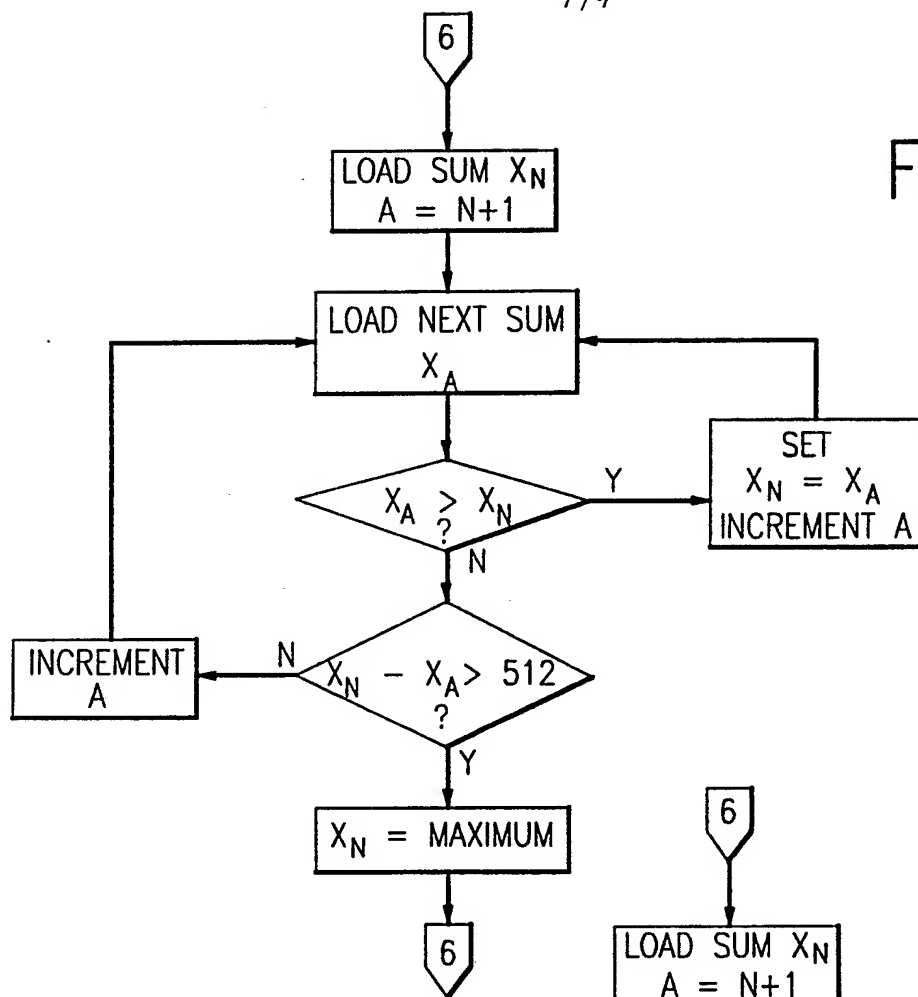 6
F
LOAD SUM X_N
A = N+1
LOAD NEXT SUM
X_A
SET
X_N = X_A
INCREMENT A
X_A > X_N
?
Y
N
INCREMENT
A
N
X_N - X_A > 512
?
Y
X_N = MAXIMUM
6
6
LOAD SUM X_N
A = N+1